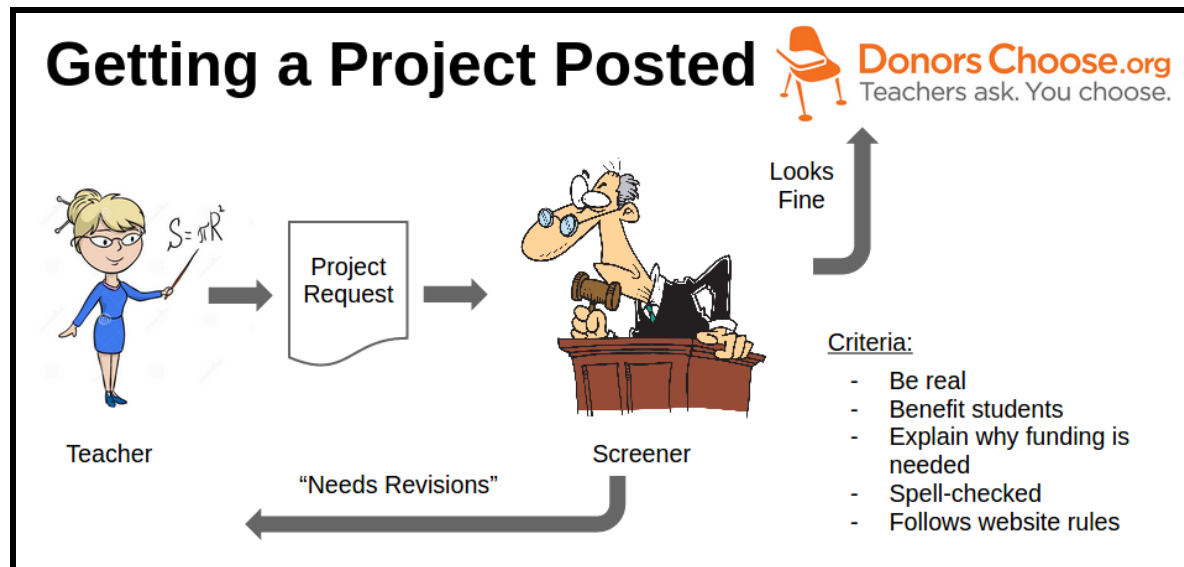 Getting a Project Posted
DonorsChoose.org
Teachers ask. You choose.
Looks
Fine
S=πR²
Project
Request
Criteria:
- Be real
- Benefit students
- Explain why funding is
needed
- Spell-checked
- Follows website rules
Teacher
Screener
“Needs Revisions”